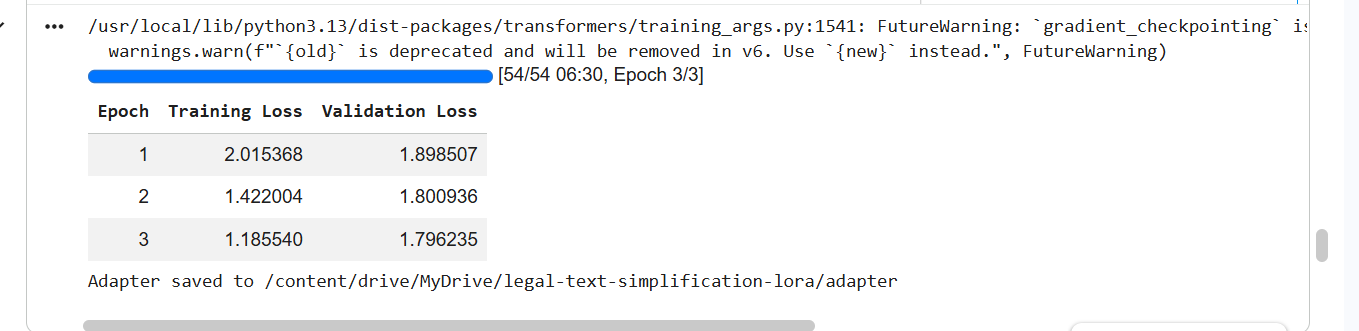 /usr/local/lib/python3.13/dist-packages/transformers/training_args.py:1541: FutureWarning: `gradient_checkpointing` is
warnings.warn(f"`{old}` is deprecated and will be removed in v6. Use `{new}` instead.", FutureWarning)
[54/54 06:30, Epoch 3/3]
Epoch Training Loss Validation Loss
1 2.015368 1.898507
2 1.422004 1.800936
3 1.185540 1.796235
Adapter saved to /content/drive/MyDrive/legal-text-simplification-lora/adapter